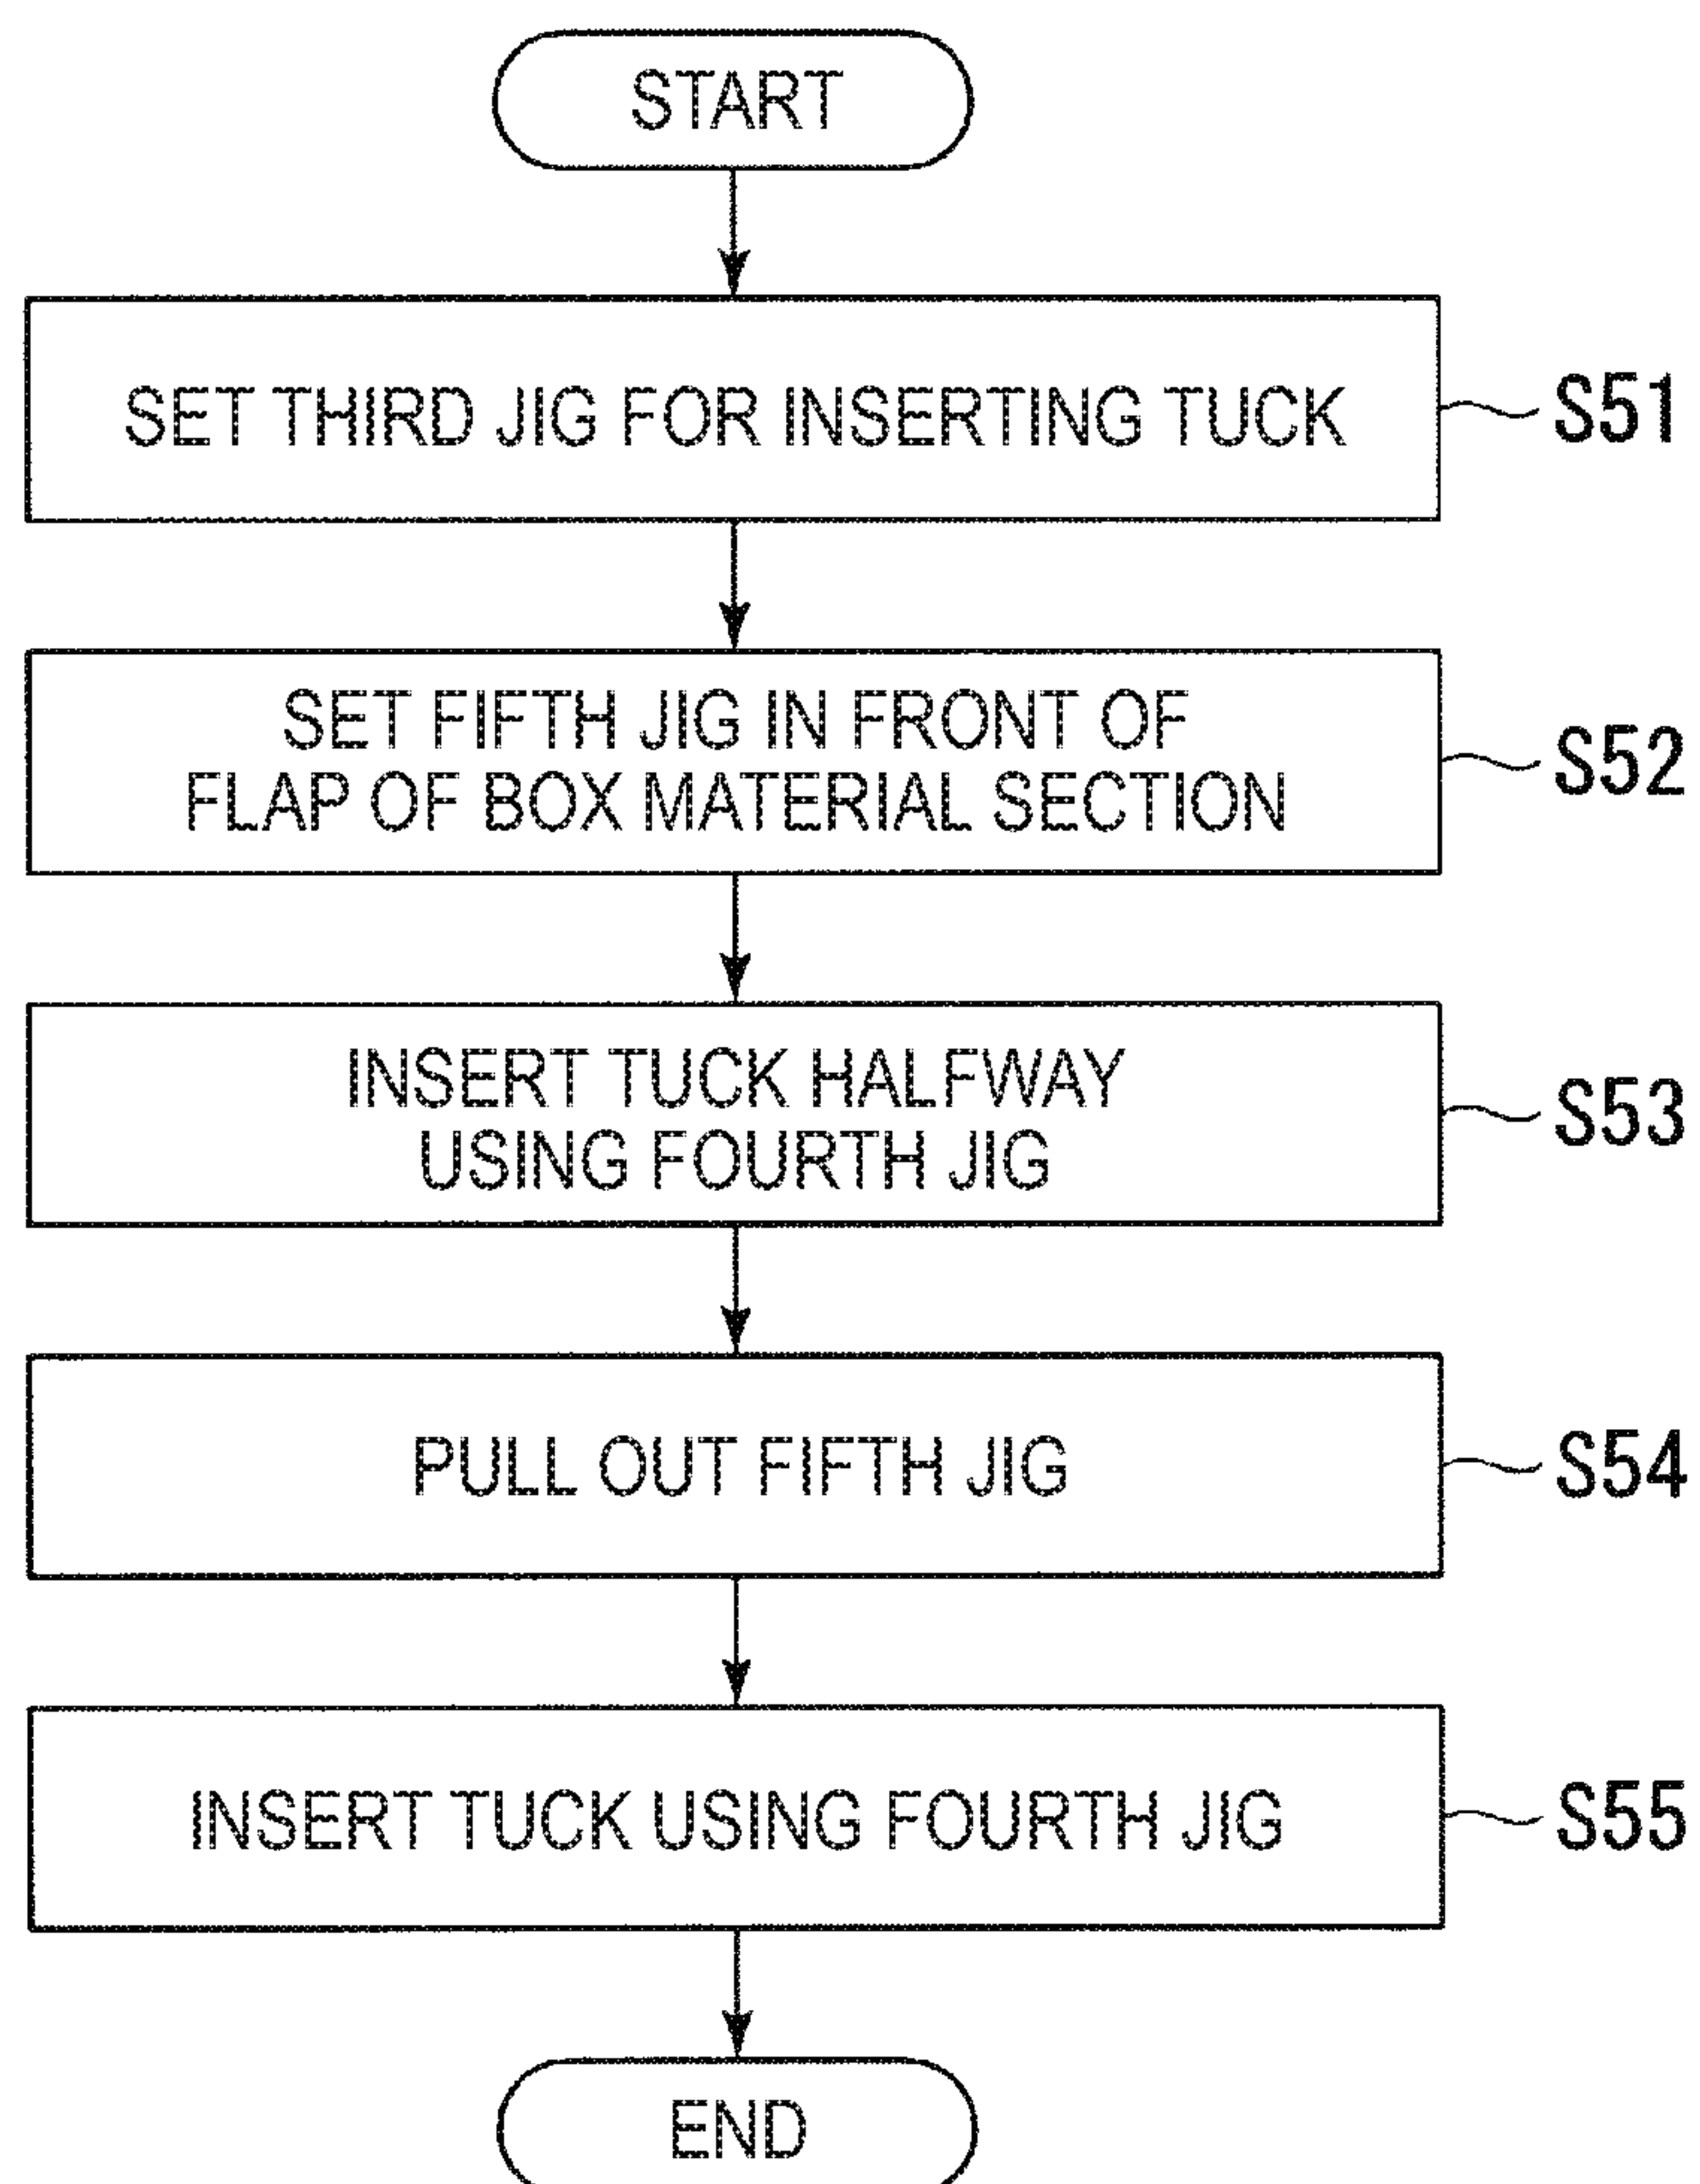 START
SET THIRD JIG FOR INSERTING TUCK
S51
SET FIFTH JIG IN FRONT OF
FLAP OF BOX MATERIAL SECTION
S52
INSERT TUCK HALFWAY
USING FOURTH JIG
S53
PULL OUT FIFTH JIG
S54
INSERT TUCK USING FOURTH JIG
S55
END